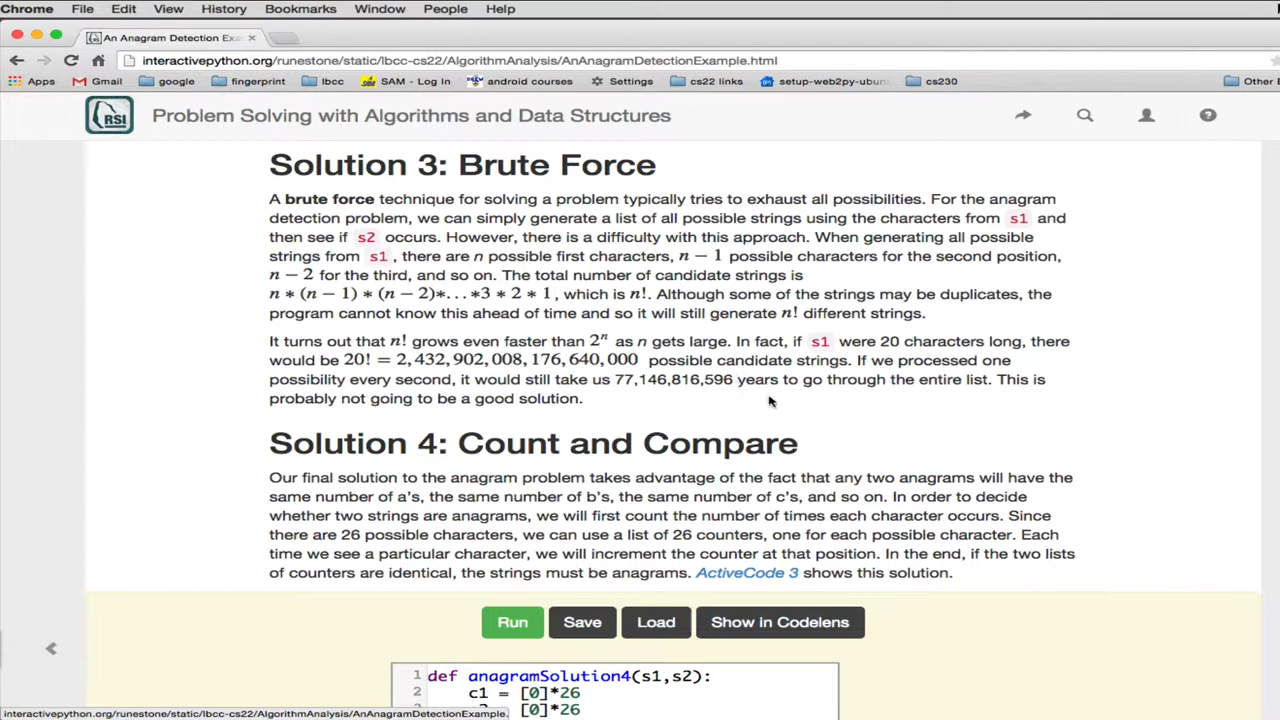 Chrome File Edit View History Bookmarks Window People Help
An Anagram Detection Exa
interactivepython.org/runestone/static/lbcc-cs22/AlgorithmAnalysis/AnAnagramDetectionExample.html
Apps Gmail google fingerprint lbcc SAM - Log In android courses Settings cs22 links setup-web2py-ubun cs230 Other
RSI Problem Solving with Algorithms and Data Structures
Solution 3: Brute Force
A brute force technique for solving a problem typically tries to exhaust all possibilities. For the anagram
detection problem, we can simply generate a list of all possible strings using the characters from s1 and
then see if s2 occurs. However, there is a difficulty with this approach. When generating all possible
strings from s1 , there are n possible first characters, n − 1 possible characters for the second position,
n − 2 for the third, and so on. The total number of candidate strings is
n ∗ (n − 1) ∗ (n − 2)∗. . .∗3 ∗ 2 ∗ 1, which is n!. Although some of the strings may be duplicates, the
program cannot know this ahead of time and so it will still generate n! different strings.
It turns out that n! grows even faster than 2ⁿ as n gets large. In fact, if s1 were 20 characters long, there
would be 20! = 2, 432, 902, 008, 176, 640, 000 possible candidate strings. If we processed one
possibility every second, it would still take us 77,146,816,596 years to go through the entire list. This is
probably not going to be a good solution.
Solution 4: Count and Compare
Our final solution to the anagram problem takes advantage of the fact that any two anagrams will have the
same number of a's, the same number of b's, the same number of c's, and so on. In order to decide
whether two strings are anagrams, we will first count the number of times each character occurs. Since
there are 26 possible characters, we can use a list of 26 counters, one for each possible character. Each
time we see a particular character, we will increment the counter at that position. In the end, if the two lists
of counters are identical, the strings must be anagrams. ActiveCode 3 shows this solution.
Run Save Load Show in Codelens
1 def anagramSolution4(s1,s2):
2 c1 = [0]*26
[0]*26
interactivepython.org/runestone/static/lbcc-cs22/AlgorithmAnalysis/AnAnagramDetectionExample.